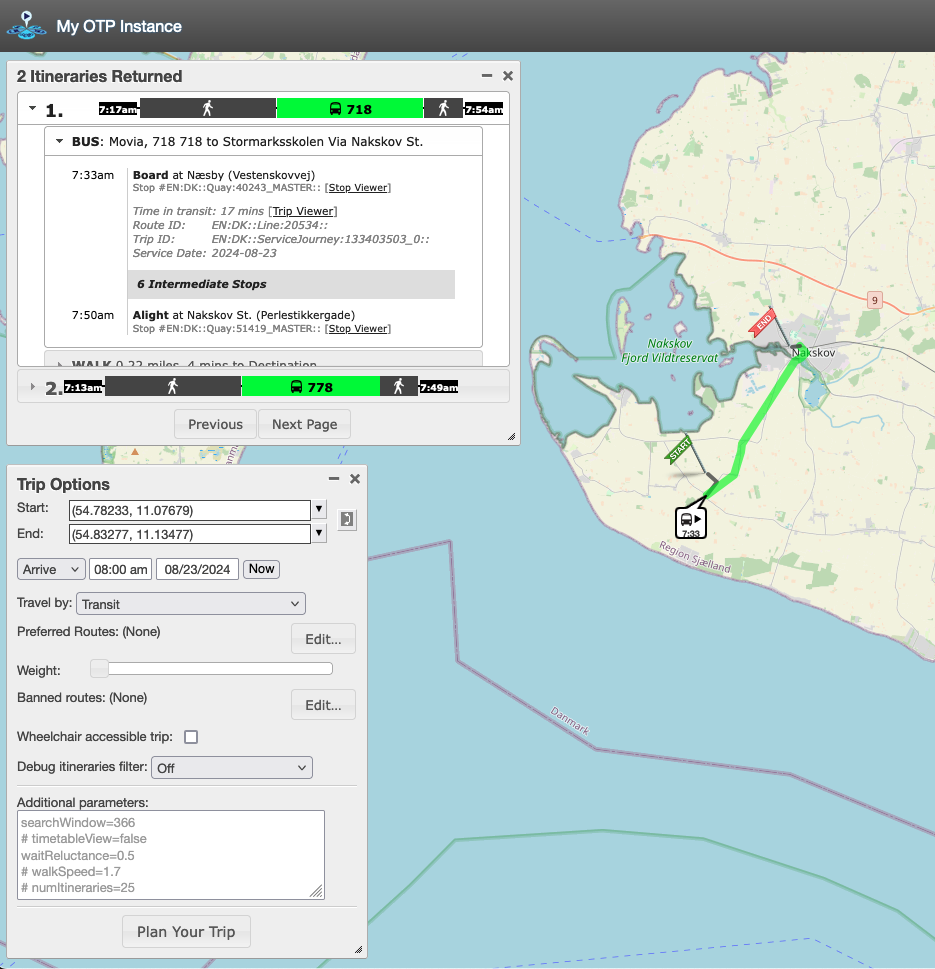 My OTP Instance
2 Itineraries Returned
1. 7:17am 718 7:54am
BUS: Movia, 718 718 to Stormarksskolen Via Nakskov St.
7:33am Board at Næsby (Vestenskovvej)
Stop #EN:DK::Quay:40243_MASTER:: [Stop Viewer]
Time in transit: 17 mins [Trip Viewer]
Route ID: EN:DK::Line:20534::
Trip ID: EN:DK::ServiceJourney:133403503_0::
Service Date: 2024-08-23
6 Intermediate Stops
7:50am Alight at Nakskov St. (Perlestikkergade)
Stop #EN:DK::Quay:51419_MASTER:: [Stop Viewer]
WALK 0.22 miles, 4 mins to Destination
2. 7:13am 778 7:49am
Previous Next Page
Trip Options
Start: (54.78233, 11.07679)
End: (54.83277, 11.13477)
Arrive 08:00 am 08/23/2024 Now
Travel by: Transit
Preferred Routes: (None)
Edit...
Weight:
Banned routes: (None)
Edit...
Wheelchair accessible trip:
Debug itineraries filter: Off
Additional parameters:
searchWindow=366
# timetableView=false
waitReluctance=0.5
# walkSpeed=1.7
# numItineraries=25
Plan Your Trip
9
END
Nakskov
Nakskov
Fjord Vildtreservat
START
7:33
Region Sjælland
Danmark